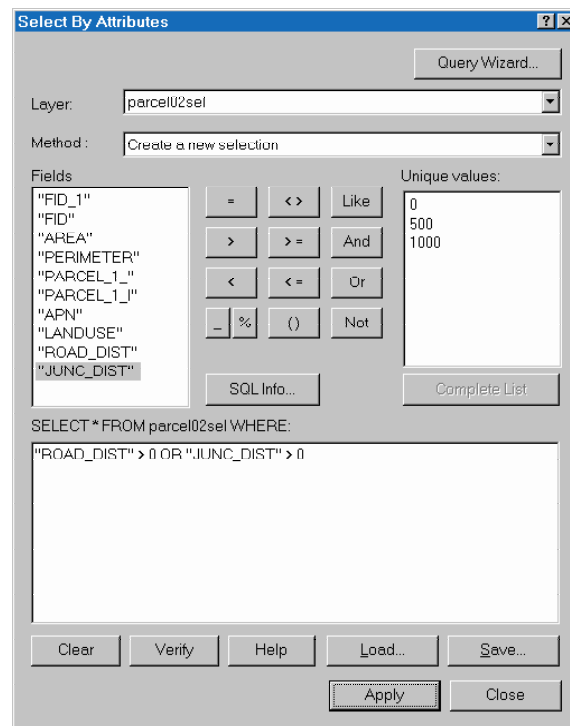 Select By Attributes
Query Wizard...
Layer: parcel02sel
Method : Create a new selection
Fields
Unique values:
"FID_1"
"FID"
"AREA"
"PERIMETER"
"PARCEL_1_"
"PARCEL_1_I"
"APN"
"LANDUSE"
"ROAD_DIST"
"JUNC_DIST"
= <> Like
> >= And
< <= Or
_ % () Not
0
500
1000
SQL Info...
Complete List
SELECT * FROM parcel02sel WHERE:
"ROAD_DIST" > 0 OR "JUNC_DIST" > 0
Clear Verify Help Load... Save...
Apply Close